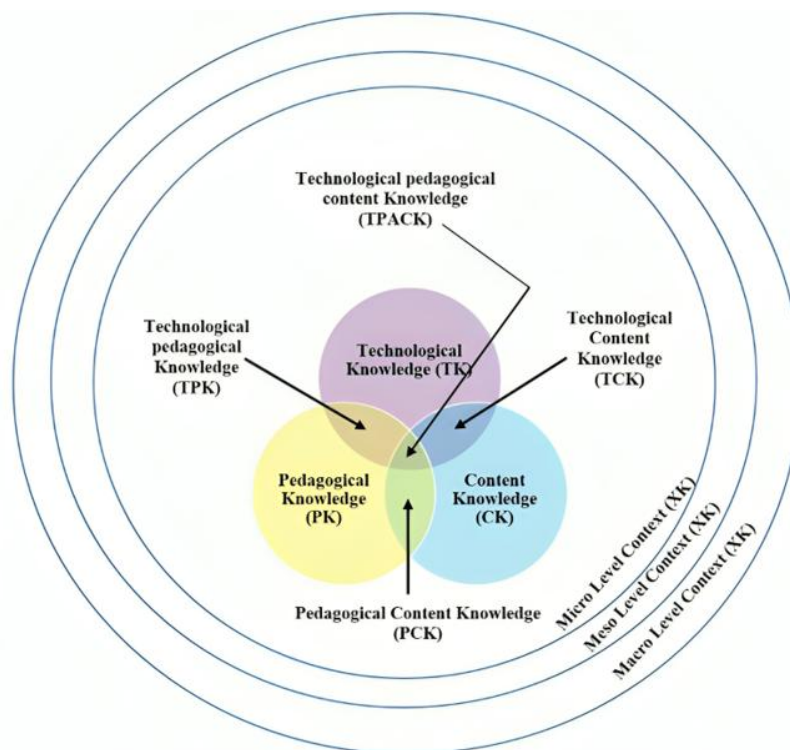 Technological pedagogical
content Knowledge
(TPACK)
Technological
pedagogical
Knowledge
(TPK)
Technological
Knowledge (TK)
Technological
Content
Knowledge
(TCK)
Pedagogical
Knowledge
(PK)
Content
Knowledge
(CK)
Pedagogical Content Knowledge
(PCK)
Micro Level Context (XK)
Meso Level Context (XK)
Macro Level Context (XK)